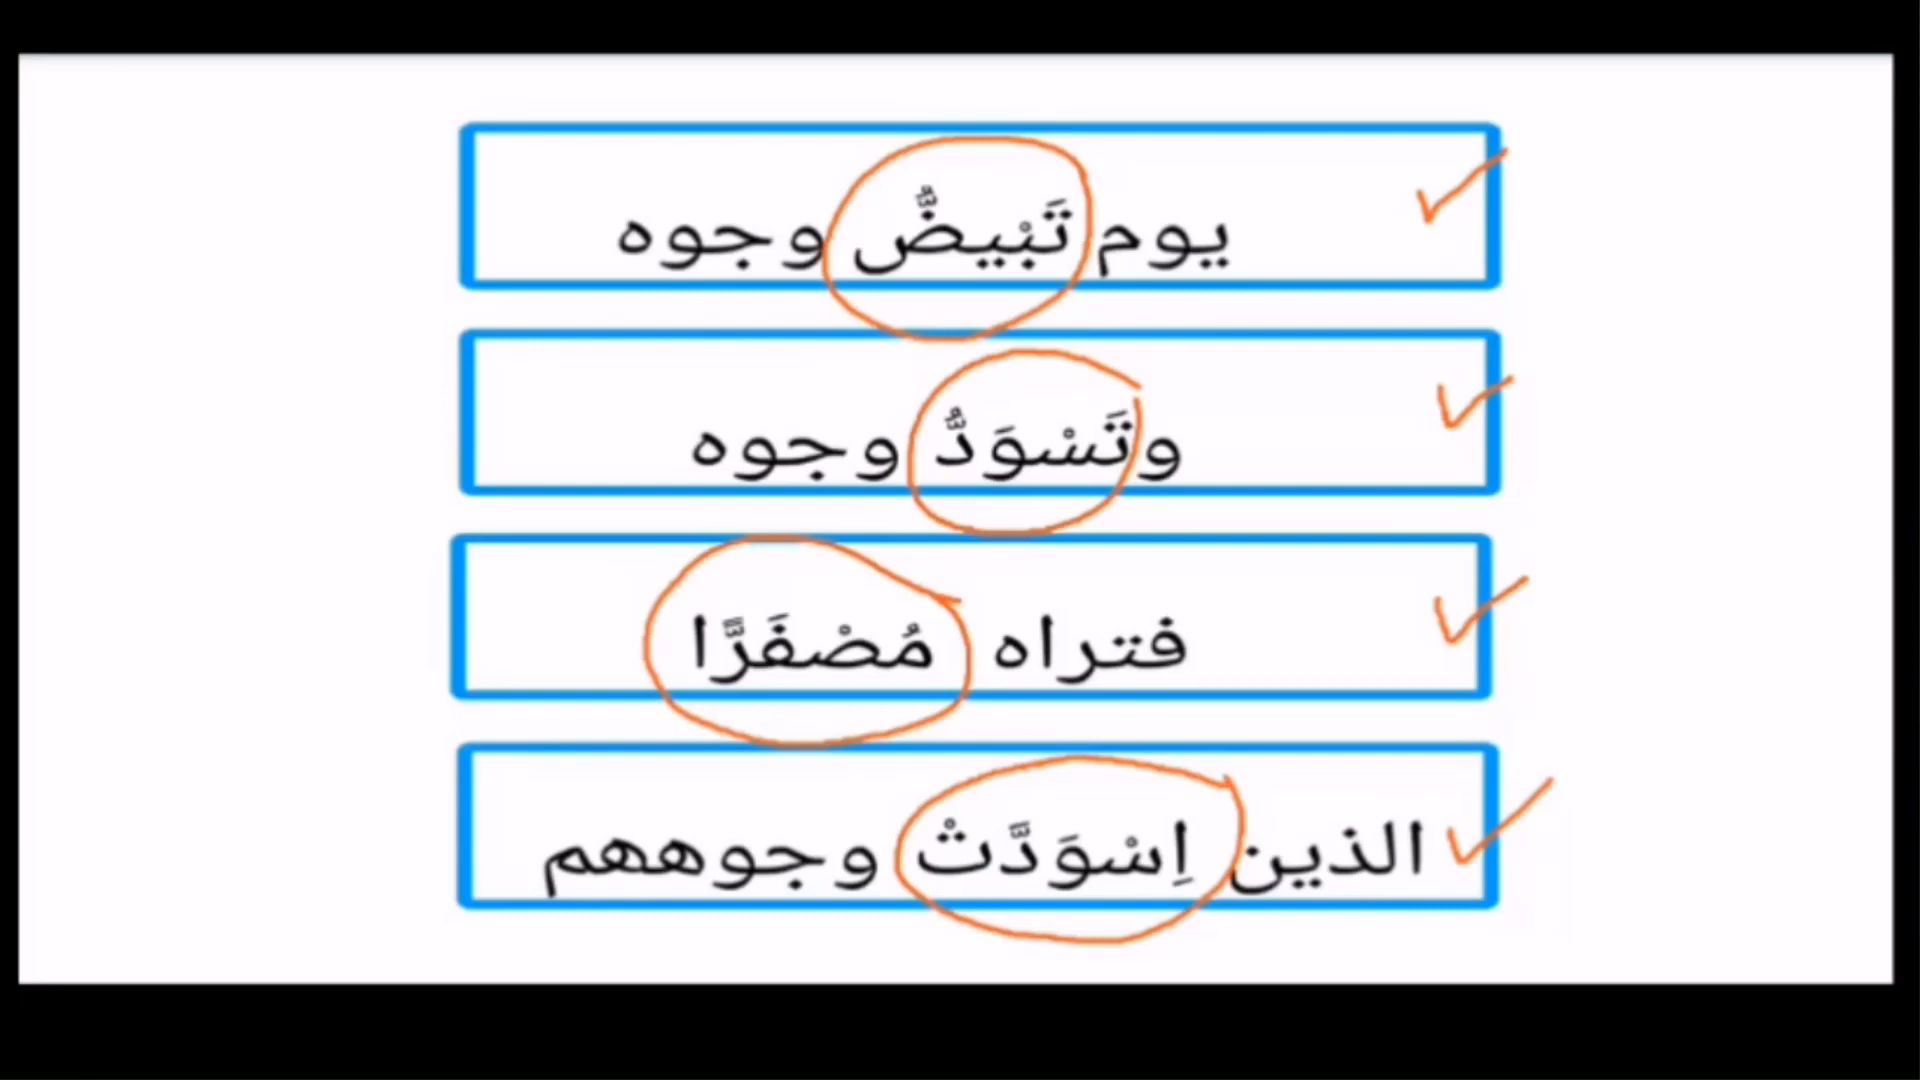 يوم تَبْيضُّ وجوه
وتَسْوَدُّ وجوه
فتراه مُصْفَرًّا
الذين اِسْوَدَّتْ وجوههم